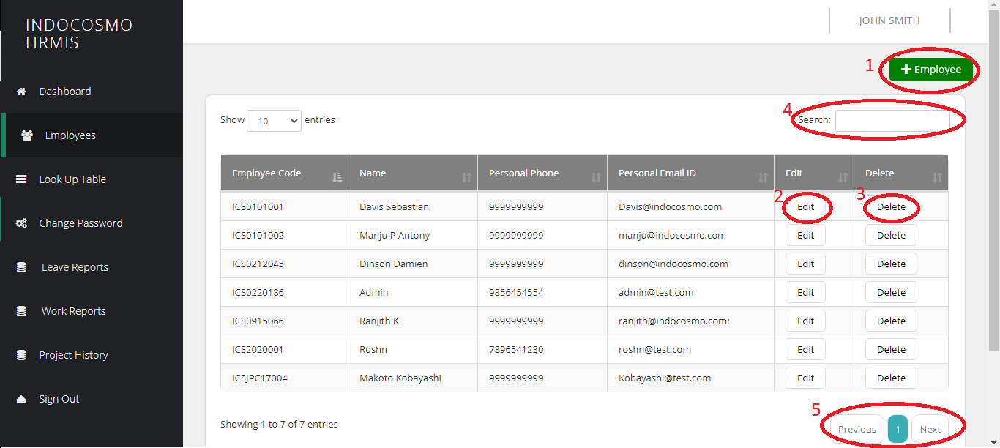 INDOCOSMO
HRMIS
JOHN SMITH
Dashboard
Employees
Look Up Table
Change Password
Leave Reports
Work Reports
Project History
Sign Out
1 Employee
Show 10 entries
4 Search:
Employee Code Name Personal Phone Personal Email ID Edit Delete
ICS0101001 Davis Sebastian 9999999999 Davis@indocosmo.com 2 Edit 3 Delete
ICS0101002 Manju P Antony 9999999999 manju@indocosmo.com Edit Delete
ICS0212045 Dinson Damien 9999999999 dinson@indocosmo.com Edit Delete
ICS0220186 Admin 9856454554 admin@test.com Edit Delete
ICS0915066 Ranjith K 9999999999 ranjith@indocosmo.com; Edit Delete
ICS2020001 Roshn 7896541230 roshn@test.com Edit Delete
ICSJPC17004 Makoto Kobayashi 9999999999 Kobayashi@test.com Edit Delete
Showing 1 to 7 of 7 entries
5 Previous 1 Next